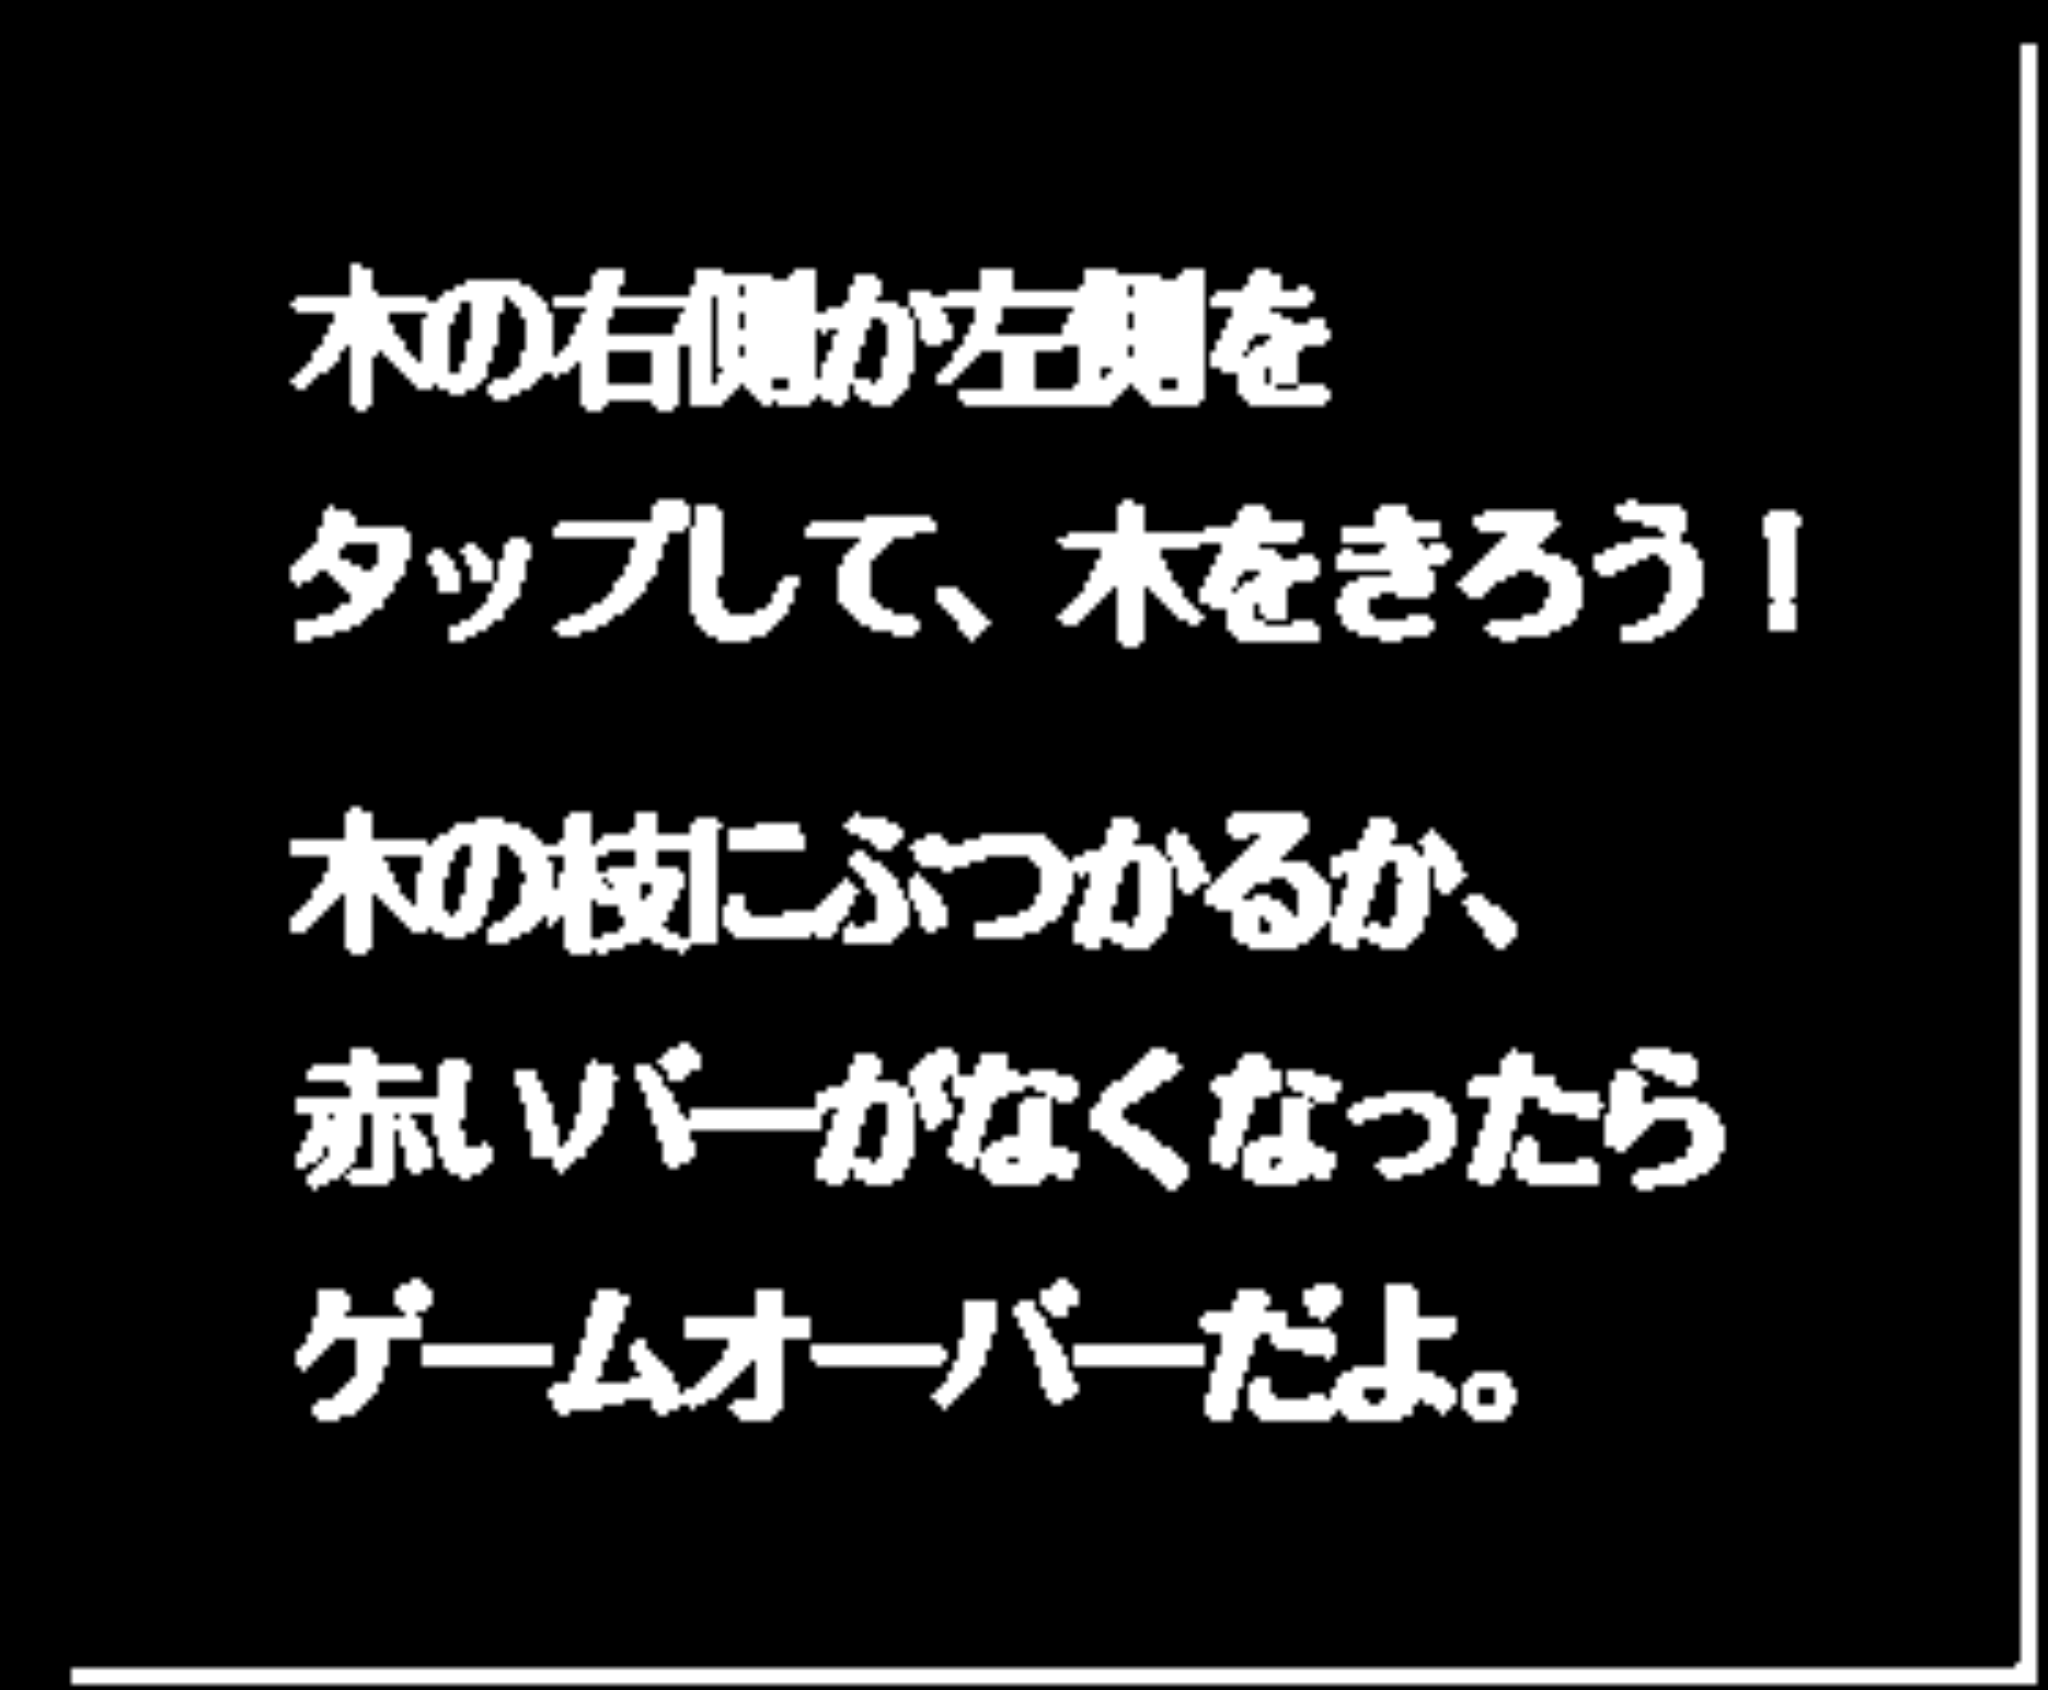 木の右側か左側を
タップして、木をきろう！
木の枝にぶつかるか、
赤いバーがなくなったら
ゲームオーバーだよ。